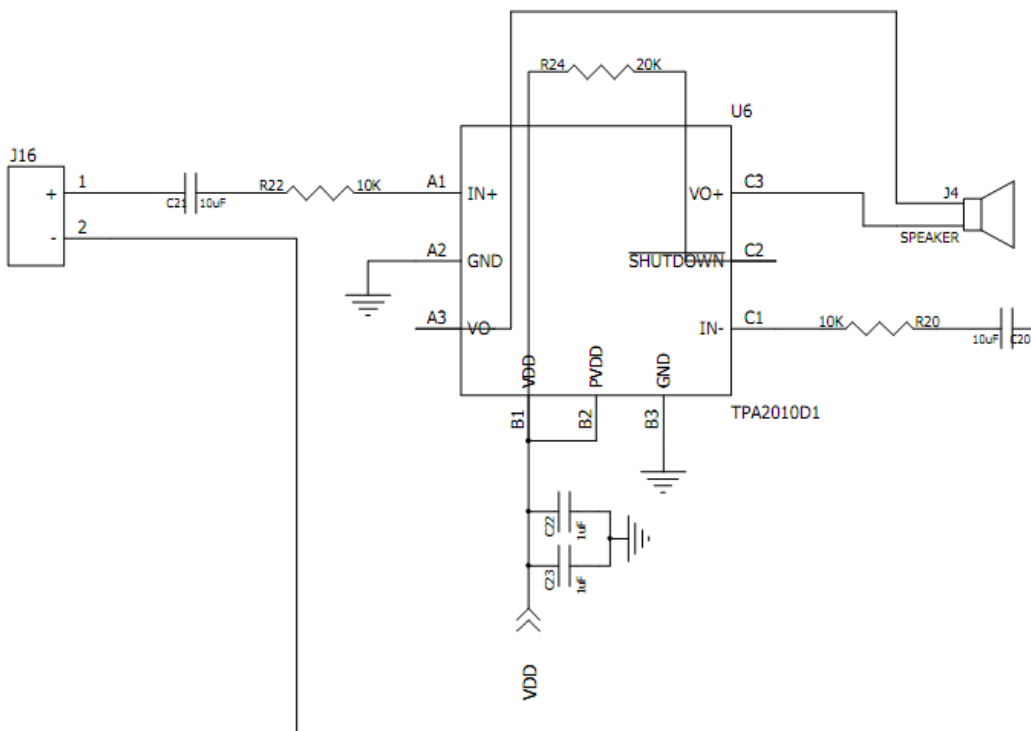 R24 20K
U6
J16
+ 1
- 2
C21 10uF
R22 10K
A1 IN+
A2 GND
A3 VO-
VO+ C3
SHUTDOWN C2
IN- C1
J4
SPEAKER
10K R20
10uF C20
VDD PVDD GND
B1 B2 B3
TPA2010D1
C22 1uF
C23 1uF
VDD